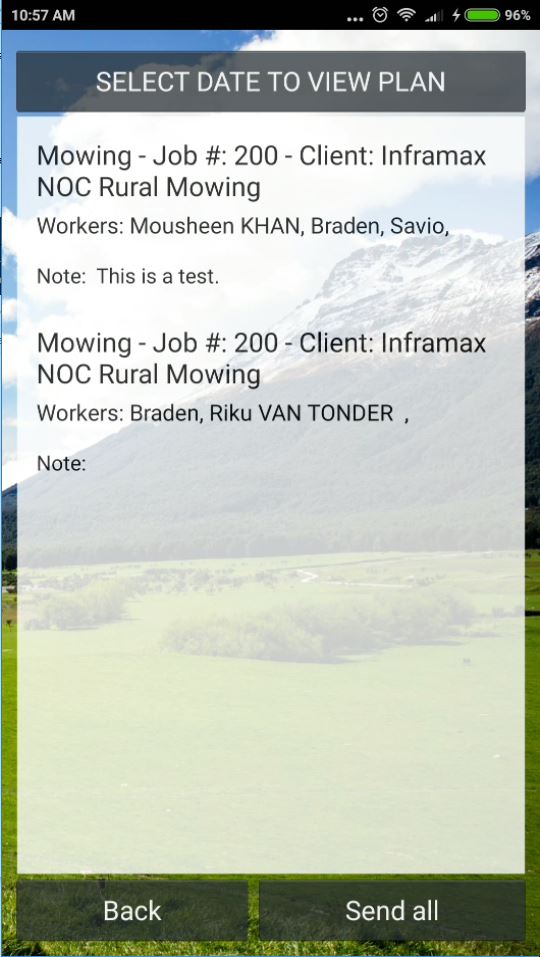 10:57 AM ... 96%
SELECT DATE TO VIEW PLAN
Mowing - Job #: 200 - Client: Inframax
NOC Rural Mowing
Workers: Mousheen KHAN, Braden, Savio,
Note:  This is a test.
Mowing - Job #: 200 - Client: Inframax
NOC Rural Mowing
Workers: Braden, Riku VAN TONDER  ,
Note:
Back Send all